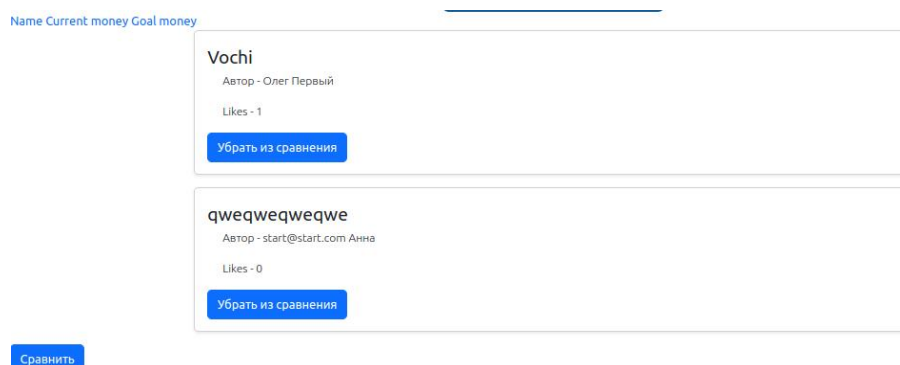 Name Current money Goal money
Vochi
Автор - Олег Первый
Likes - 1
Убрать из сравнения
qweqweqweqwe
Автор - start@start.com Анна
Likes - 0
Убрать из сравнения
Сравнить